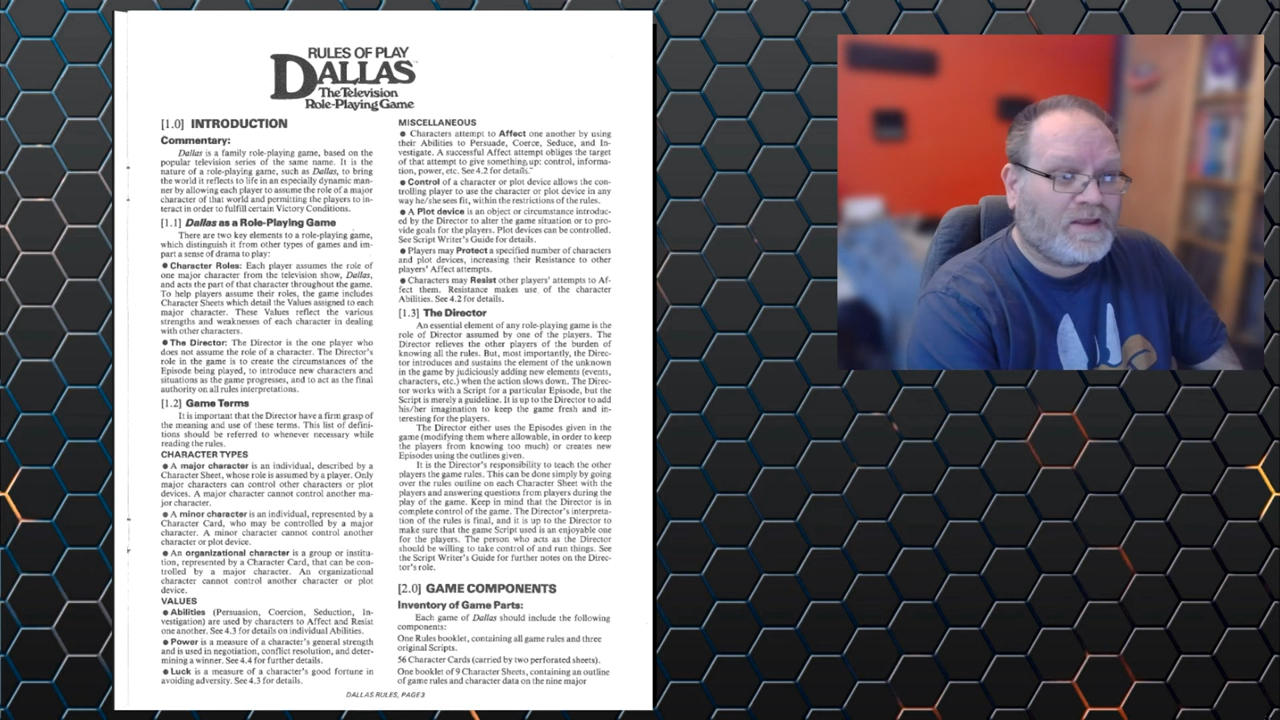 RULES OF PLAY
DALLAS™
The Television
Role-Playing Game
[1.0] INTRODUCTION
Commentary:
Dallas is a family role-playing game, based on the
popular television series of the same name. It is the
nature of a role-playing game, such as Dallas, to bring
the world it reflects to life in an especially dynamic man-
ner by allowing each player to assume the role of a major
character of that world and permitting the players to in-
teract in order to fulfill certain Victory Conditions.
[1.1] Dallas as a Role-Playing Game
There are two key elements to a role-playing game,
which distinguish it from other types of games and im-
part a sense of drama to play:
● Character Roles: Each player assumes the role of
one major character from the television show, Dallas,
and acts the part of that character throughout the game.
To help players assume their roles, the game includes
Character Sheets which detail the Values assigned to each
major character. These Values reflect the various
strengths and weaknesses of each character in dealing
with other characters.
● The Director: The Director is the one player who
does not assume the role of a character. The Director's
role in the game is to create the circumstances of the
Episode being played, to introduce new characters and
situations as the game progresses, and to act as the final
authority on all rules interpretations.
[1.2] Game Terms
It is important that the Director have a firm grasp of
the meaning and use of these terms. This list of defini-
tions should be referred to whenever necessary while
reading the rules.
CHARACTER TYPES
● A major character is an individual, described by a
Character Sheet, whose role is assumed by a player. Only
major characters can control other characters or plot
devices. A major character cannot control another ma-
jor character.
● A minor character is an individual, represented by a
Character Card, who may be controlled by a major
character. A minor character cannot control another
character or plot device.
● An organizational character is a group or institu-
tion, represented by a Character Card, that can be con-
trolled by a major character. An organizational
character cannot control another character or plot
device.
VALUES
● Abilities (Persuasion, Coercion, Seduction, In-
vestigation) are used by characters to Affect and Resist
one another. See 4.3 for details on individual Abilities.
● Power is a measure of a character's general strength
and is used in negotiation, conflict resolution, and deter-
mining a winner. See 4.4 for further details.
● Luck is a measure of a character's good fortune in
avoiding adversity. See 4.3 for details.
MISCELLANEOUS
● Characters attempt to Affect one another by using
their Abilities to Persuade, Coerce, Seduce, and In-
vestigate. A successful Affect attempt obliges the target
of that attempt to give something up: control, informa-
tion, power, etc. See 4.2 for details.
● Control of a character or plot device allows the con-
trolling player to use the character or plot device in any
way he/she sees fit, within the restrictions of the rules.
● A Plot device is an object or circumstance introduc-
ed by the Director to alter the game situation or to pro-
vide goals for the players. Plot devices can be controlled.
See Script Writer's Guide for details.
● Players may Protect a specified number of characters
and plot devices, increasing their Resistance to other
players' Affect attempts.
● Characters may Resist other players' attempts to Af-
fect them. Resistance makes use of the character
Abilities. See 4.2 for details.
[1.3] The Director
An essential element of any role-playing game is the
role of Director assumed by one of the players. The
Director relieves the other players of the burden of
knowing all the rules. But, most importantly, the Direc-
tor introduces and sustains the element of the unknown
in the game by judiciously adding new elements (events,
characters, etc.) when the action slows down. The Direc-
tor works with a Script for a particular Episode, but the
Script is merely a guideline. It is up to the Director to add
his/her imagination to keep the game fresh and in-
teresting for the players.
The Director either uses the Episodes given in the
game (modifying them where allowable, in order to keep
the players from knowing too much) or creates new
Episodes using the outlines given.
It is the Director's responsibility to teach the other
players the game rules. This can be done simply by going
over the rules outline on each Character Sheet with the
players and answering questions from players during the
play of the game. Keep in mind that the Director is in
complete control of the game. The Director's interpreta-
tion of the rules is final, and it is up to the Director to
make sure that the game Script used is an enjoyable one
for the players. The person who acts as the Director
should be willing to take control of and run things. See
the Script Writer's Guide for further notes on the Direc-
tor's role.
[2.0] GAME COMPONENTS
Inventory of Game Parts:
Each game of Dallas should include the following
components:
One Rules booklet, containing all game rules and three
original Scripts.
56 Character Cards (carried by two perforated sheets).
One booklet of 9 Character Sheets, containing an outline
of game rules and character data on the nine major
DALLAS RULES, PAGE 3